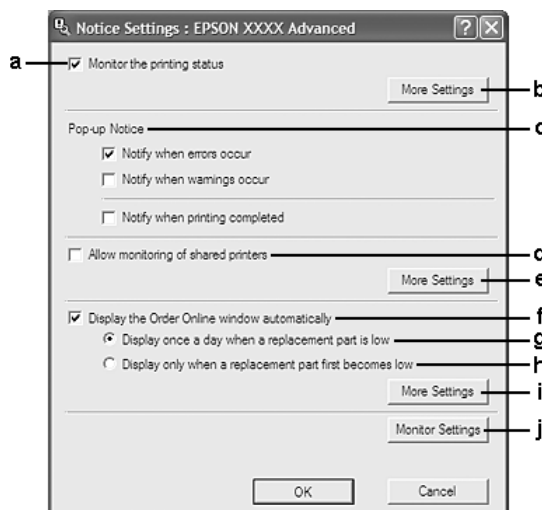 Notice Settings : EPSON XXXX Advanced
a
Monitor the printing status
More Settings
b
Pop-up Notice
c
Notify when errors occur
Notify when warnings occur
Notify when printing completed
Allow monitoring of shared printers
d
More Settings
e
Display the Order Online window automatically
f
Display once a day when a replacement part is low
g
Display only when a replacement part first becomes low
h
More Settings
i
Monitor Settings
j
OK
Cancel